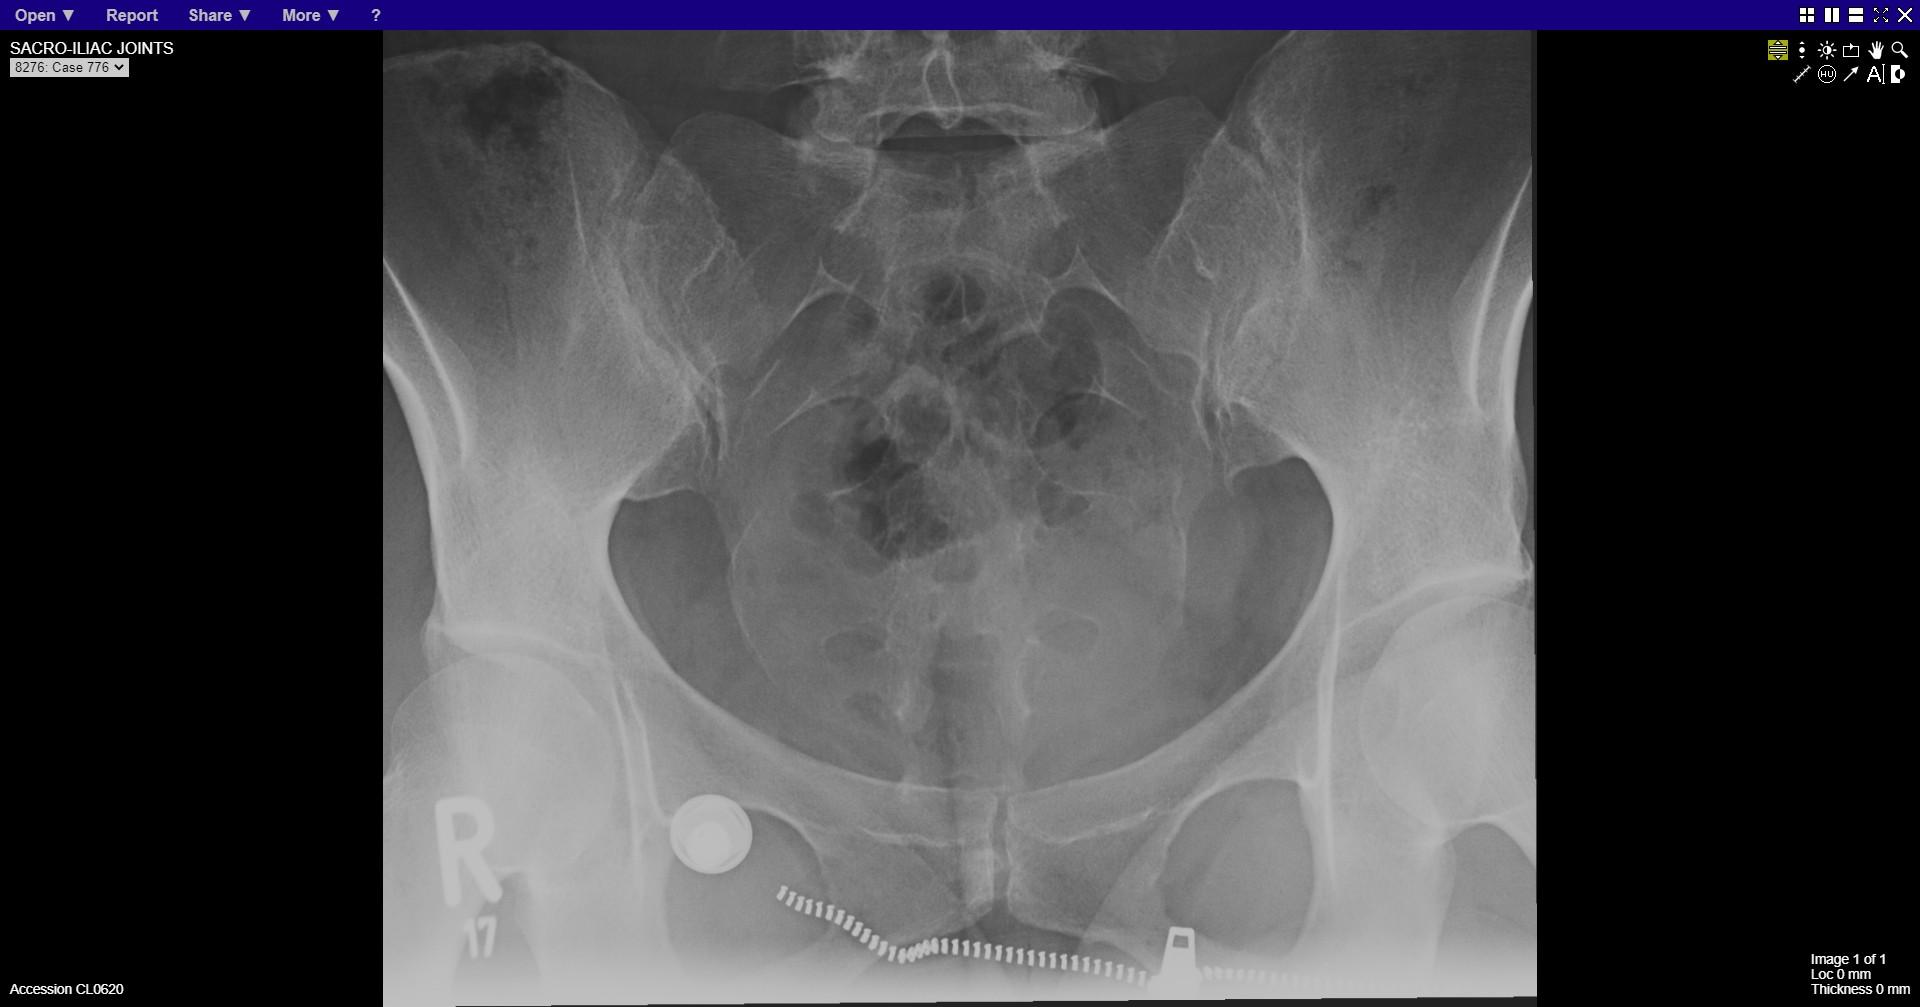 Open ▼ Report Share ▼ More ▼ ?
SACRO-ILIAC JOINTS
8276: Case 776
HU
A
R
17
Image 1 of 1
Loc 0 mm
Thickness 0 mm
Accession CL0620